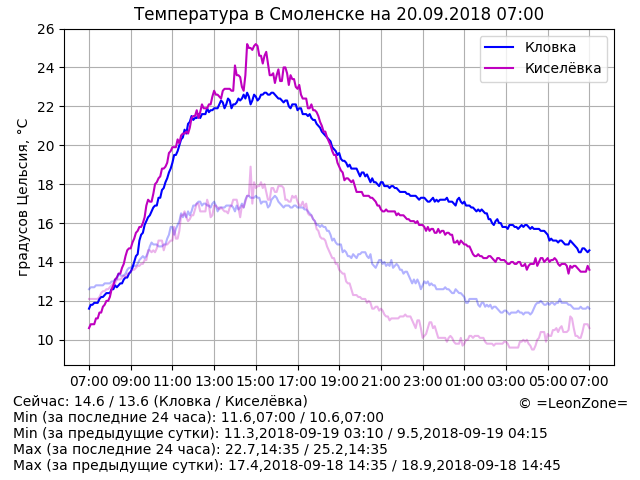 Температура в Смоленске на 20.09.2018 07:00
Кловка
Киселёвка
градусов Цельсия, °C
26
24
22
20
18
16
14
12
10
07:00 09:00 11:00 13:00 15:00 17:00 19:00 21:00 23:00 01:00 03:00 05:00 07:00
Сейчас: 14.6 / 13.6 (Кловка / Киселёвка)
© =LeonZone=
Min (за последние 24 часа): 11.6,07:00 / 10.6,07:00
Min (за предыдущие сутки): 11.3,2018-09-19 03:10 / 9.5,2018-09-19 04:15
Max (за последние 24 часа): 22.7,14:35 / 25.2,14:35
Max (за предыдущие сутки): 17.4,2018-09-18 14:35 / 18.9,2018-09-18 14:45